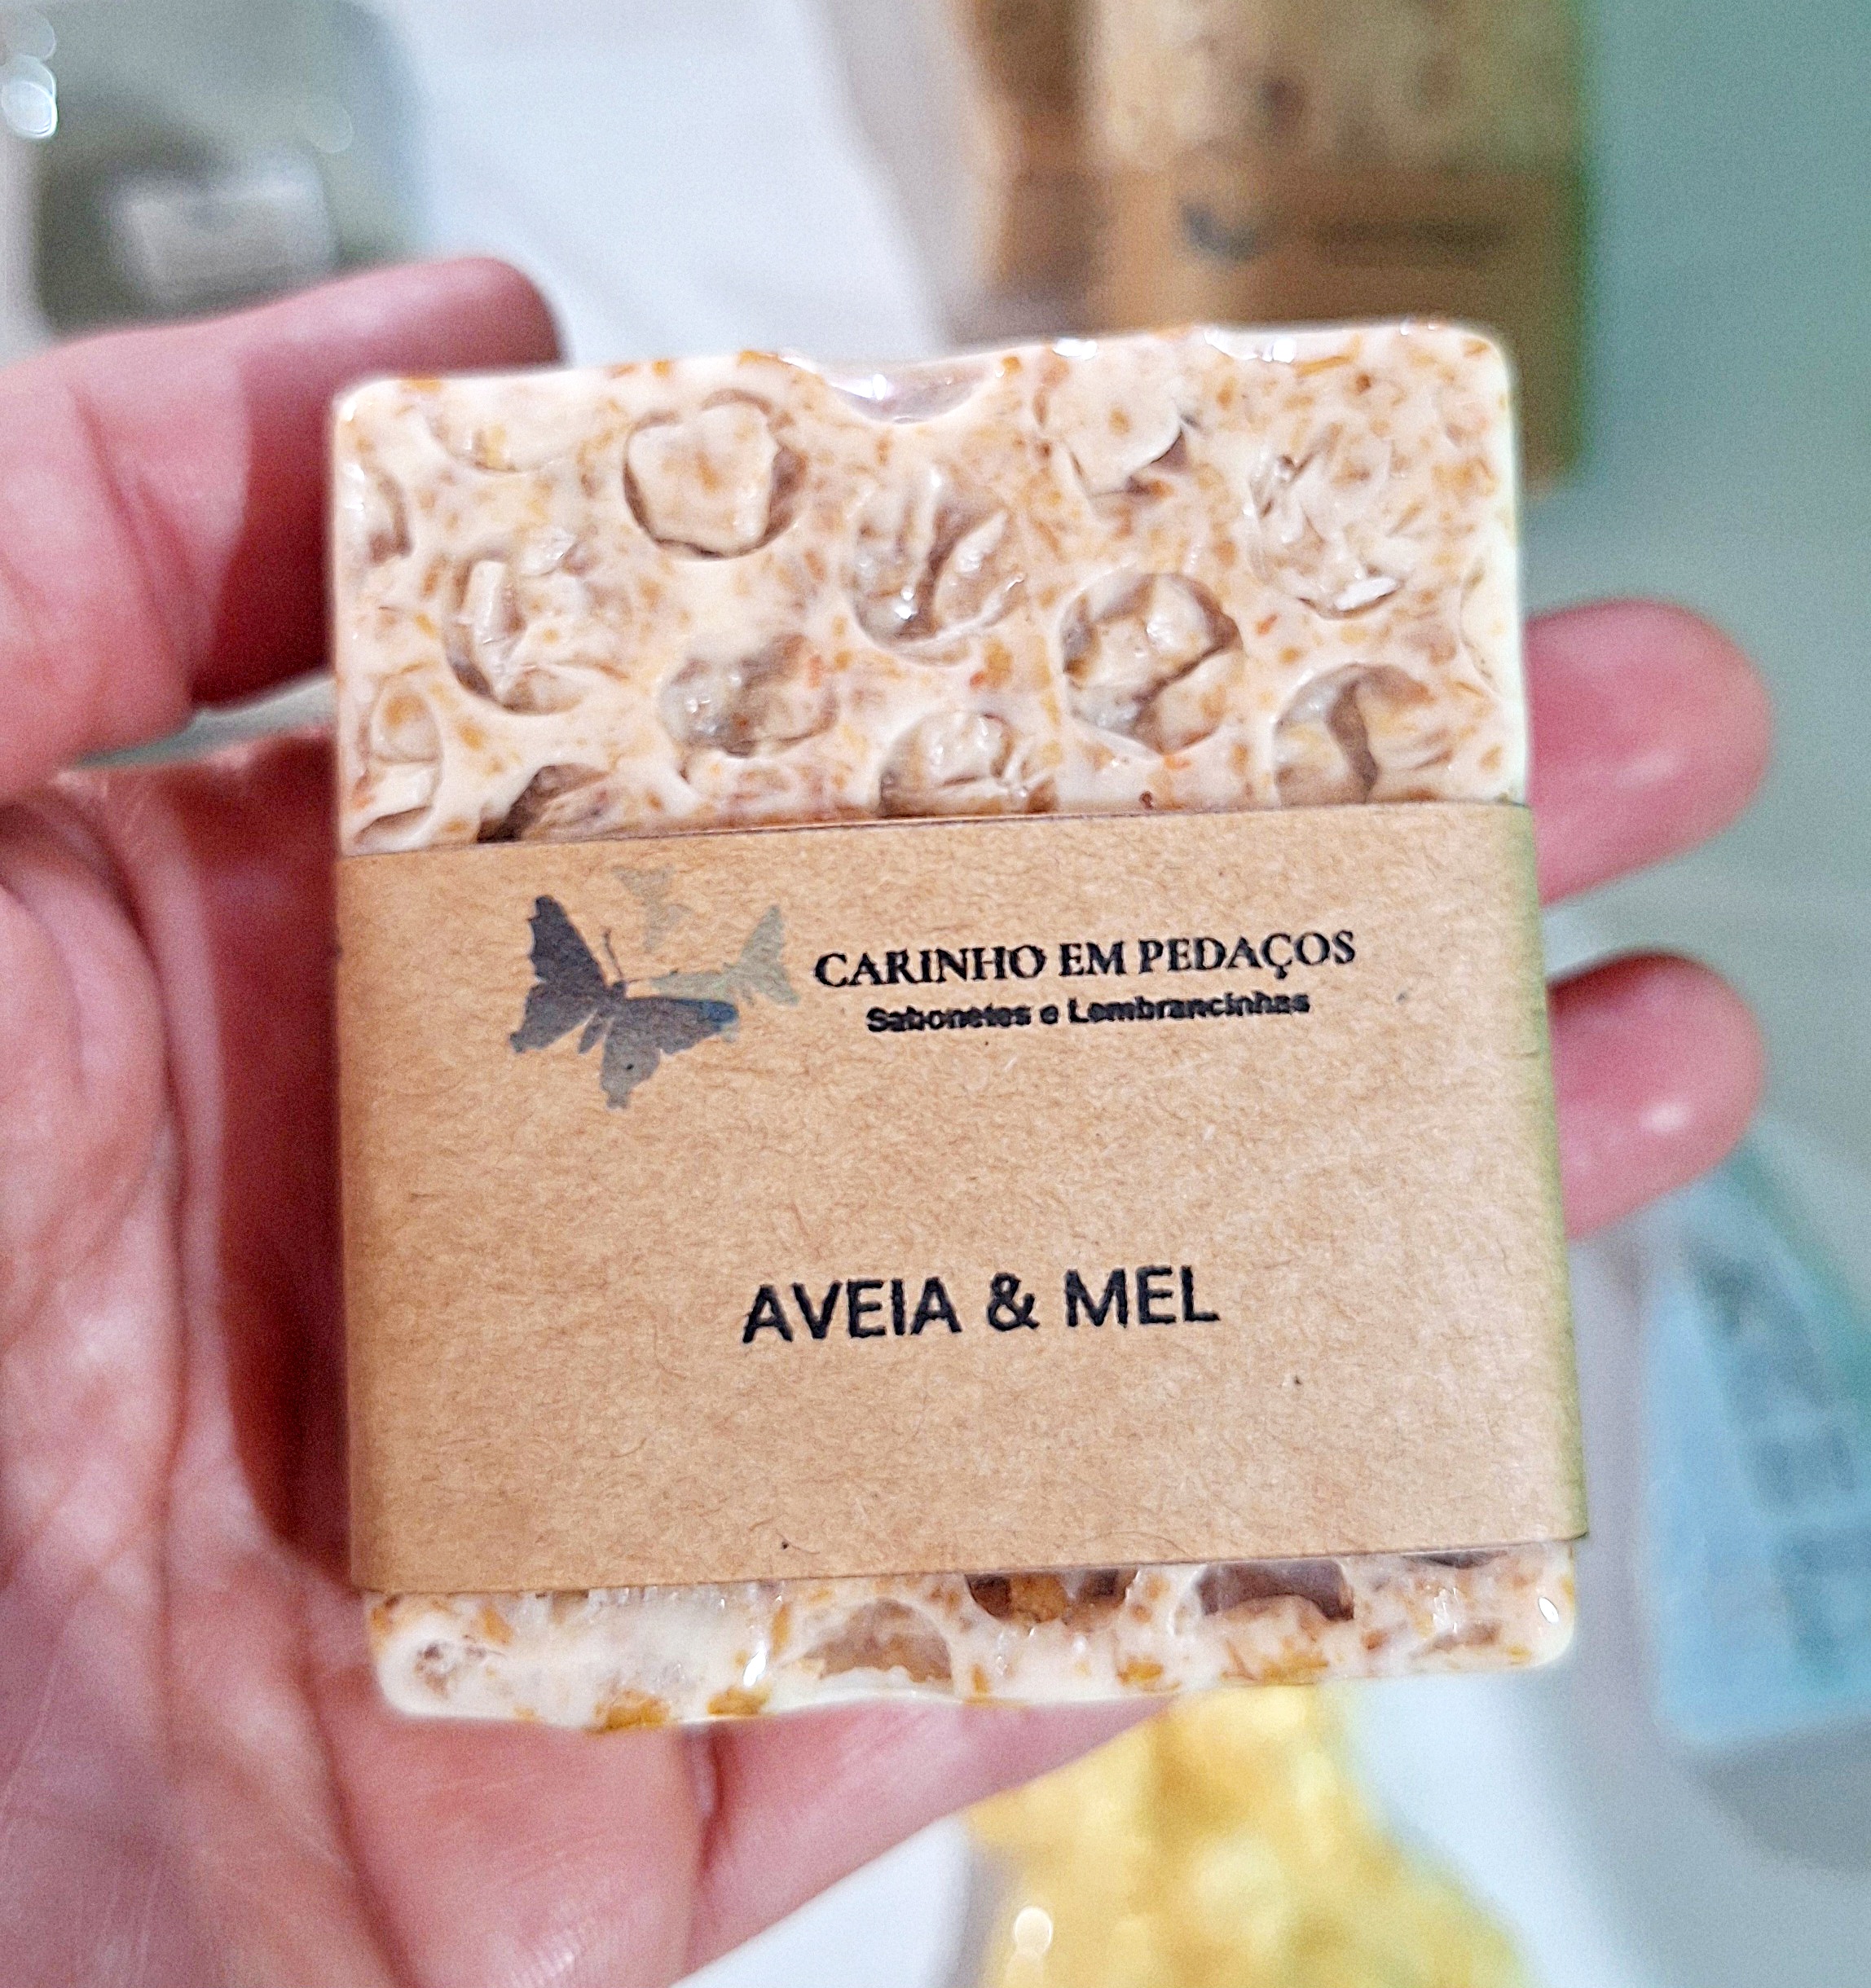 CARINHO EM PEDAÇOS
Sabonetes e Lembrancinhas
AVEIA & MEL